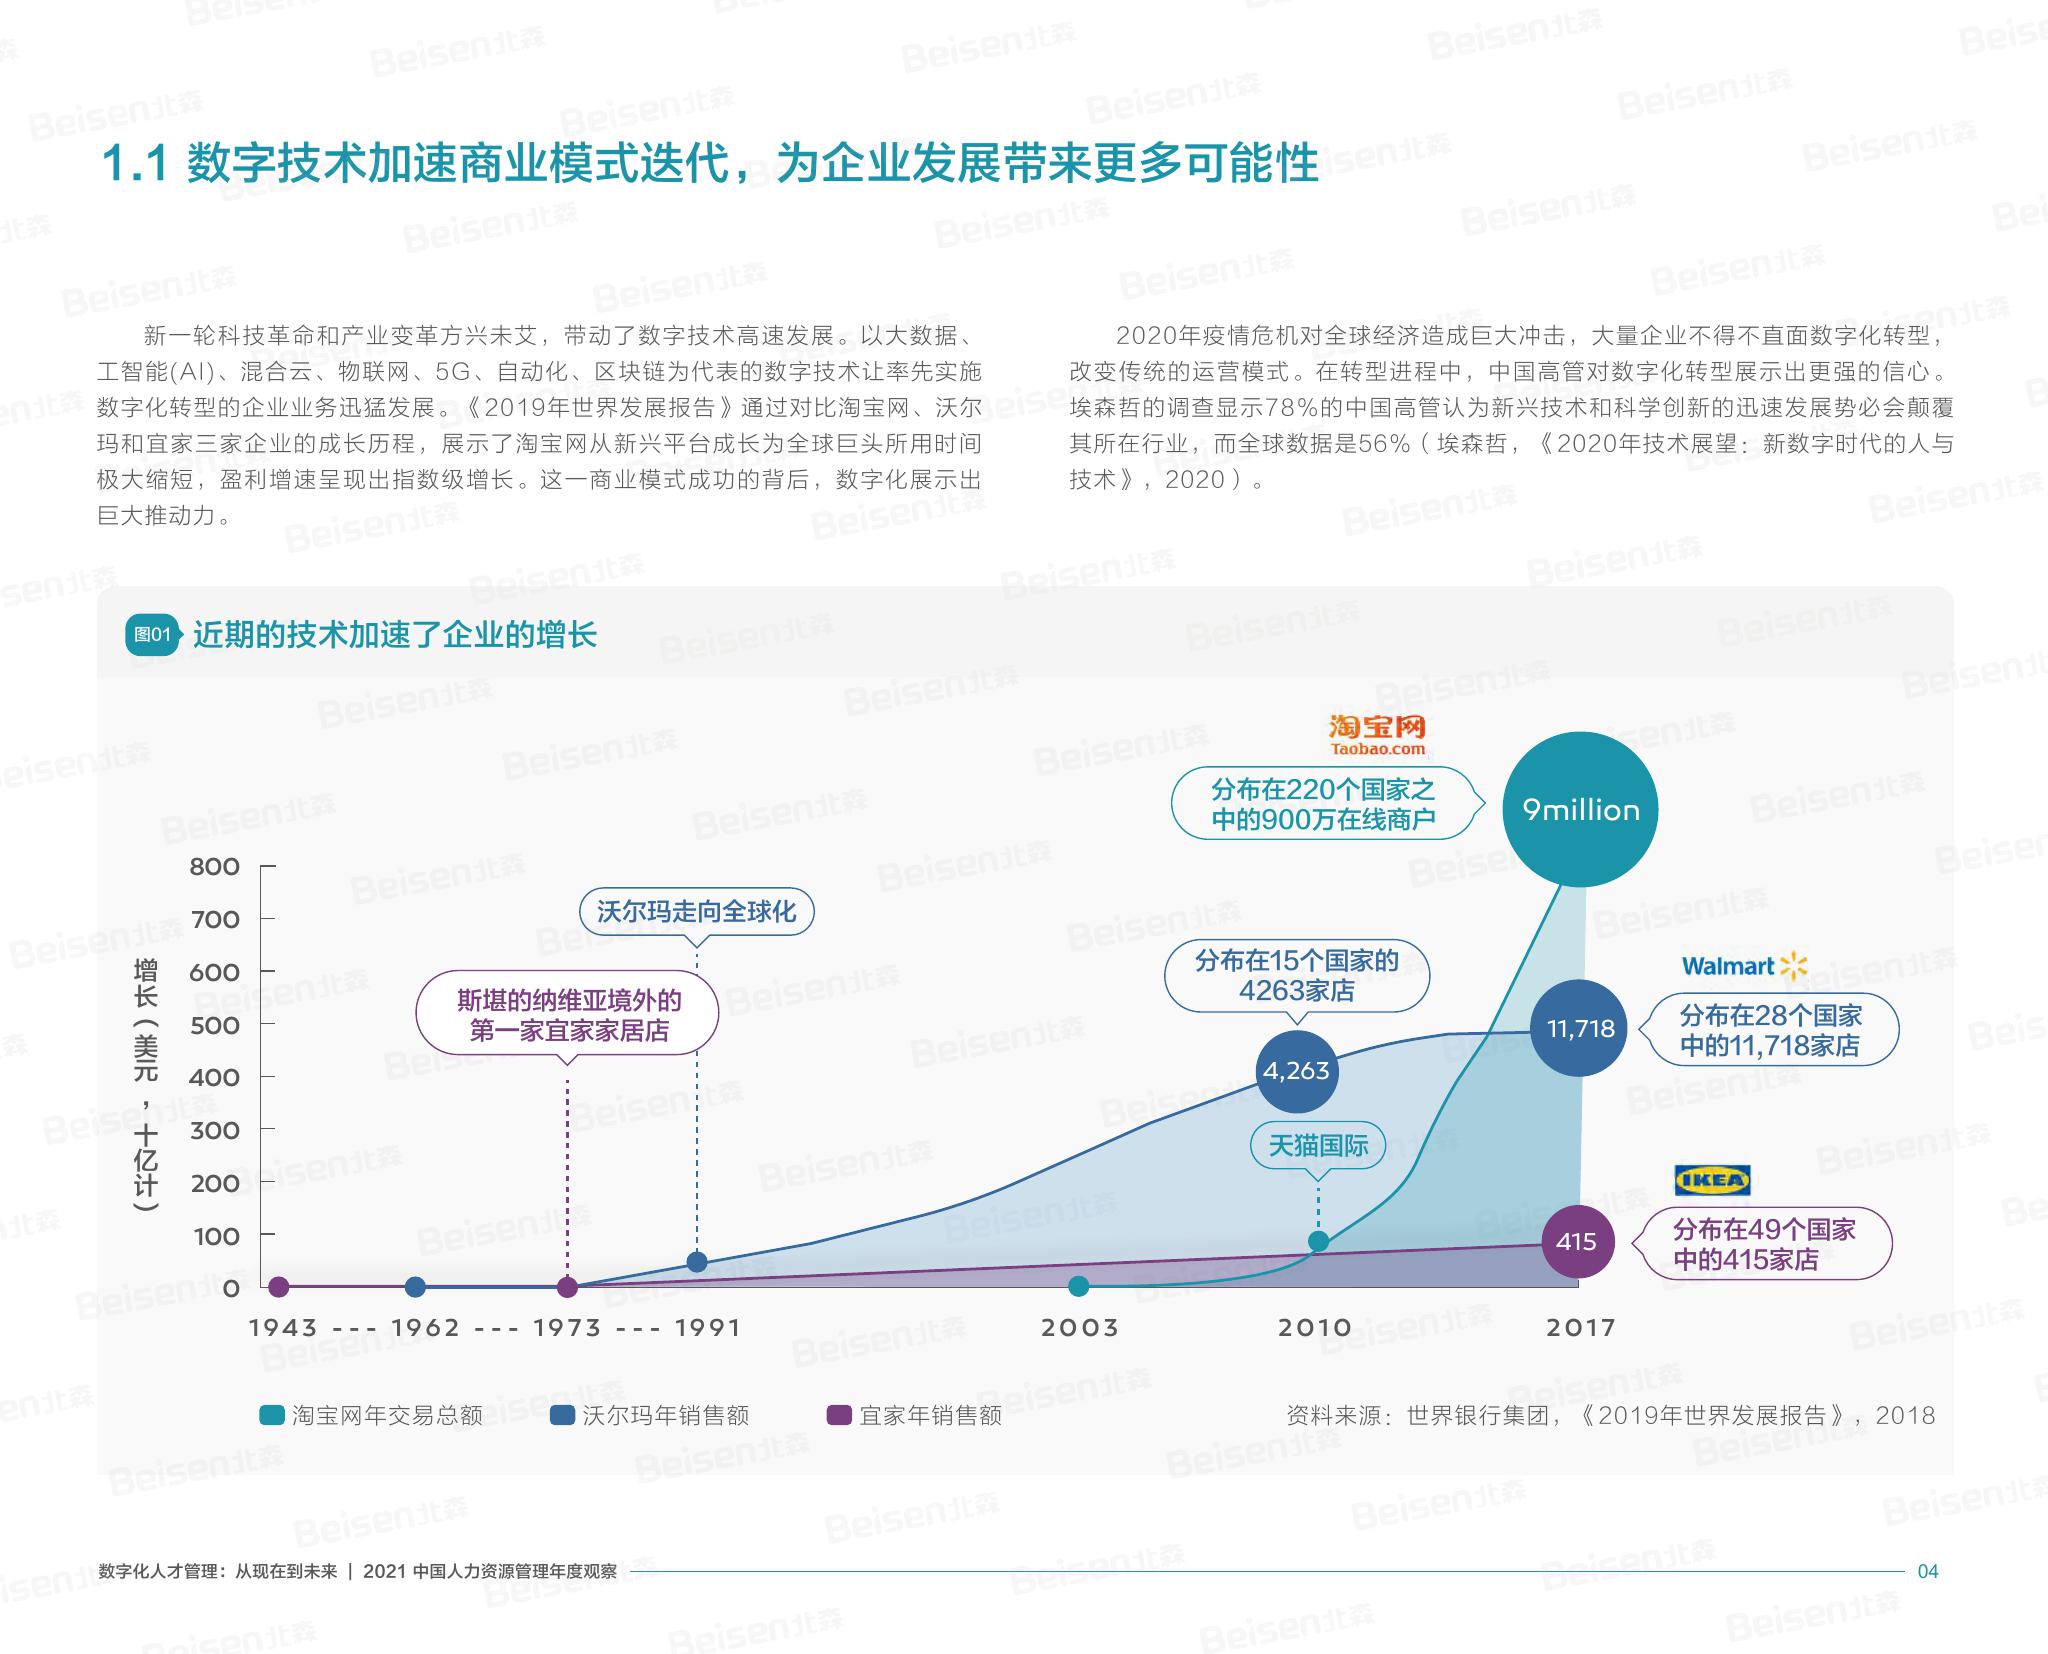 1.1 数字技术加速商业模式迭代，为企业发展带来更多可能性
新一轮科技革命和产业变革方兴未艾，带动了数字技术高速发展。以大数据、
工智能(AI)、混合云、物联网、5G、自动化、区块链为代表的数字技术让率先实施
数字化转型的企业业务迅猛发展。《2019年世界发展报告》通过对比淘宝网、沃尔
玛和宜家三家企业的成长历程，展示了淘宝网从新兴平台成长为全球巨头所用时间
极大缩短，盈利增速呈现出指数级增长。这一商业模式成功的背后，数字化展示出
巨大推动力。
2020年疫情危机对全球经济造成巨大冲击，大量企业不得不直面数字化转型，
改变传统的运营模式。在转型进程中，中国高管对数字化转型展示出更强的信心。
埃森哲的调查显示78%的中国高管认为新兴技术和科学创新的迅速发展势必会颠覆
其所在行业，而全球数据是56%（埃森哲，《2020年技术展望：新数字时代的人与
技术》，2020）。
图01 近期的技术加速了企业的增长
淘宝网
Taobao.com
分布在220个国家之
中的900万在线商户
9million
增长（美元，十亿计）
800
700
600
500
400
300
200
100
0
沃尔玛走向全球化
斯堪的纳维亚境外的
第一家宜家家居店
分布在15个国家的
4263家店
4,263
天猫国际
Walmart
11,718
分布在28个国家
中的11,718家店
IKEA
415
分布在49个国家
中的415家店
1943 --- 1962 --- 1973 --- 1991 2003 2010 2017
淘宝网年交易总额 沃尔玛年销售额 宜家年销售额
资料来源：世界银行集团，《2019年世界发展报告》，2018
数字化人才管理：从现在到未来 | 2021 中国人力资源管理年度观察 04
Beisen北森